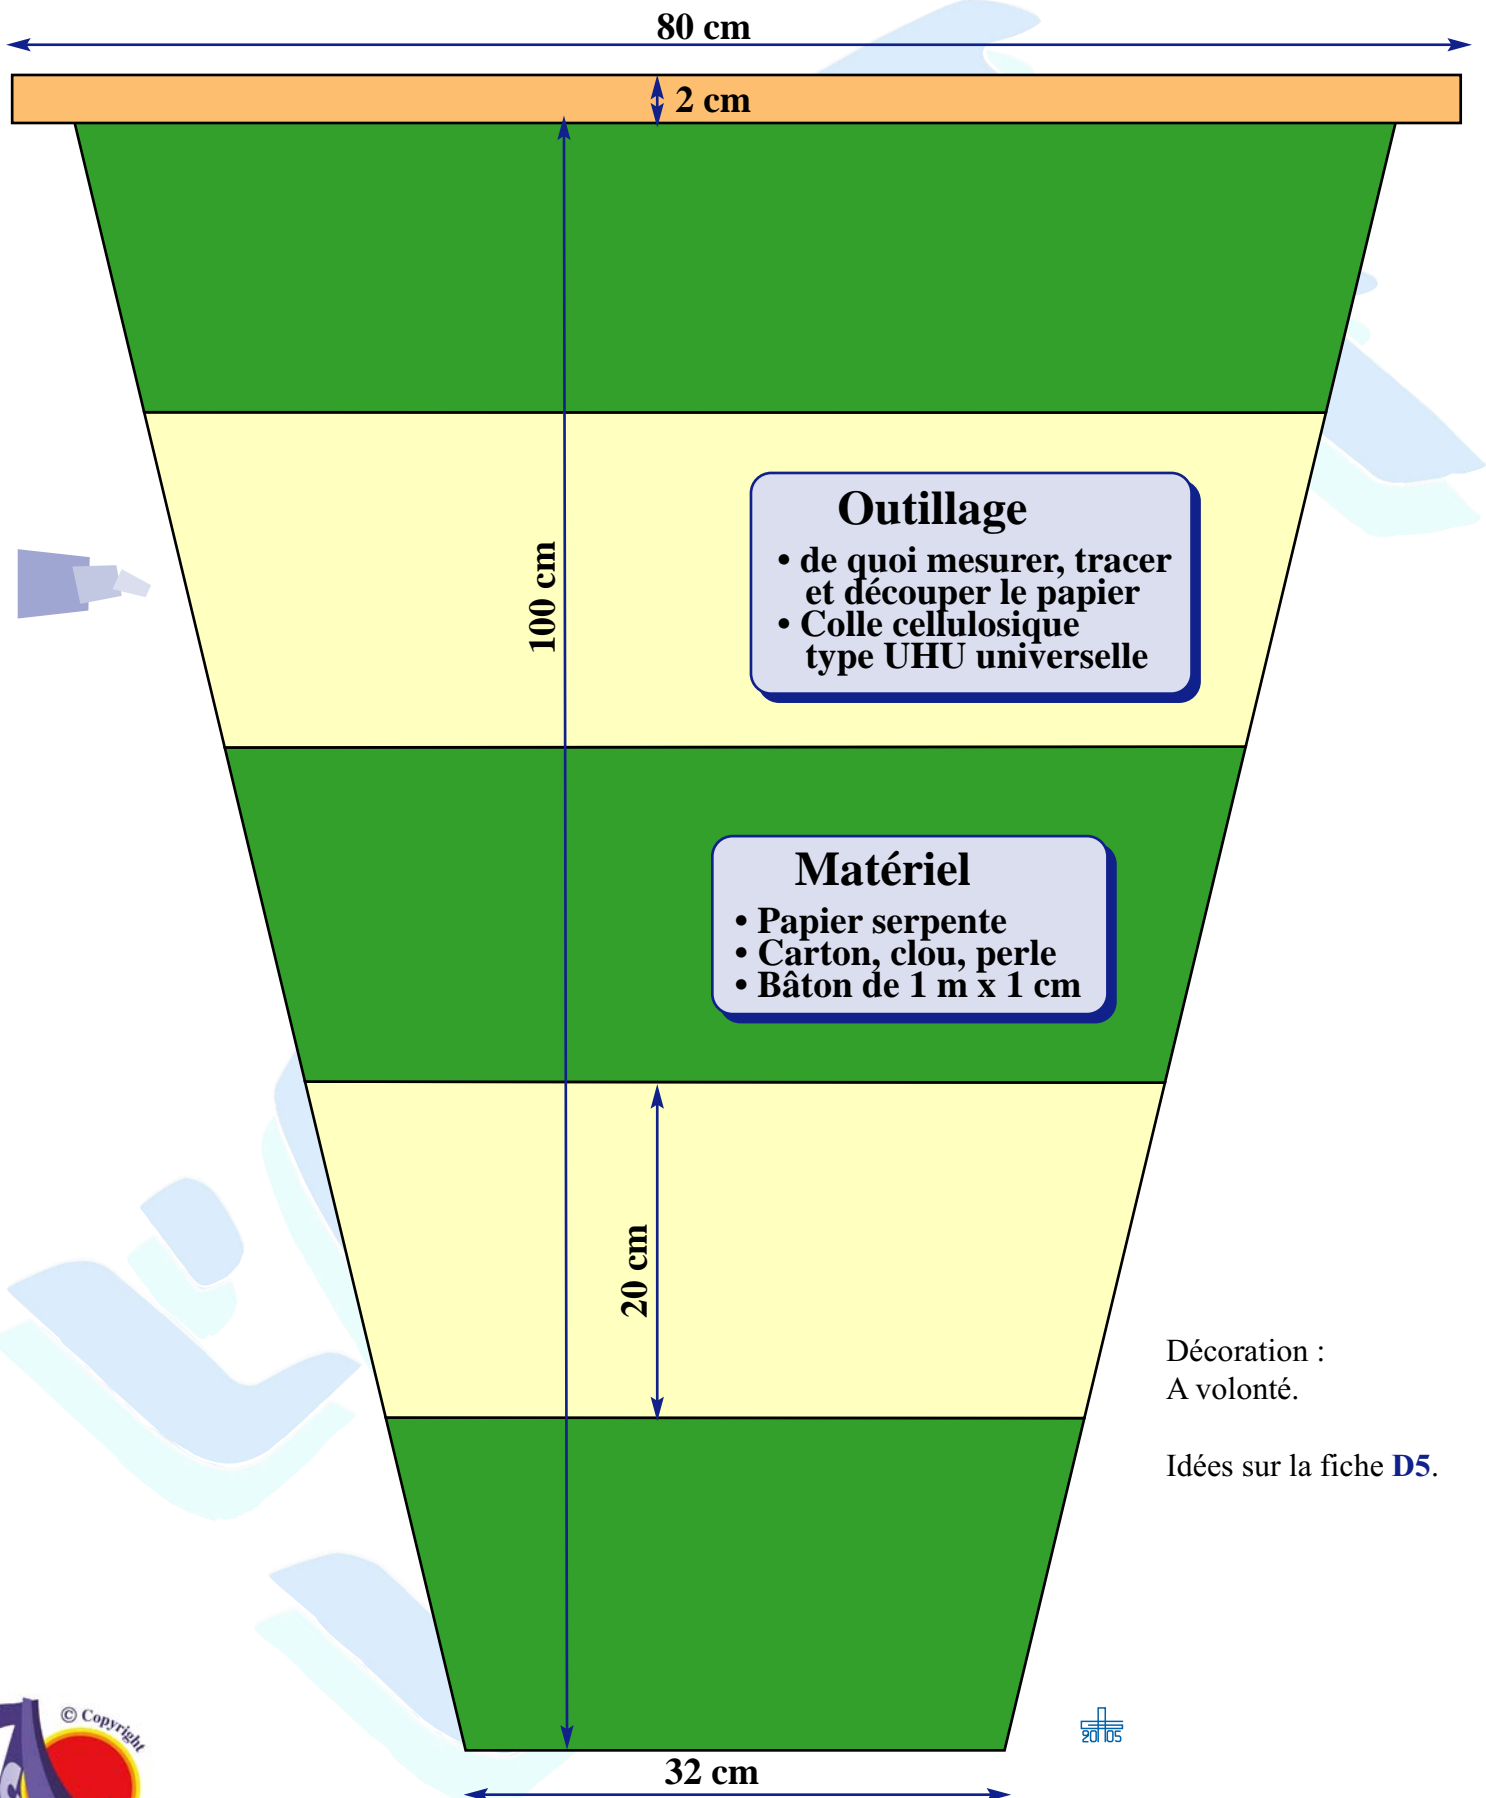 80 cm
2 cm
100 cm
Outillage
• de quoi mesurer, tracer
et découper le papier
• Colle cellulosique
type UHU universelle
Matériel
• Papier serpente
• Carton, clou, perle
• Bâton de 1 m x 1 cm
20 cm
Décoration :
A volonté.
Idées sur la fiche D5.
© Copyright
2005
32 cm